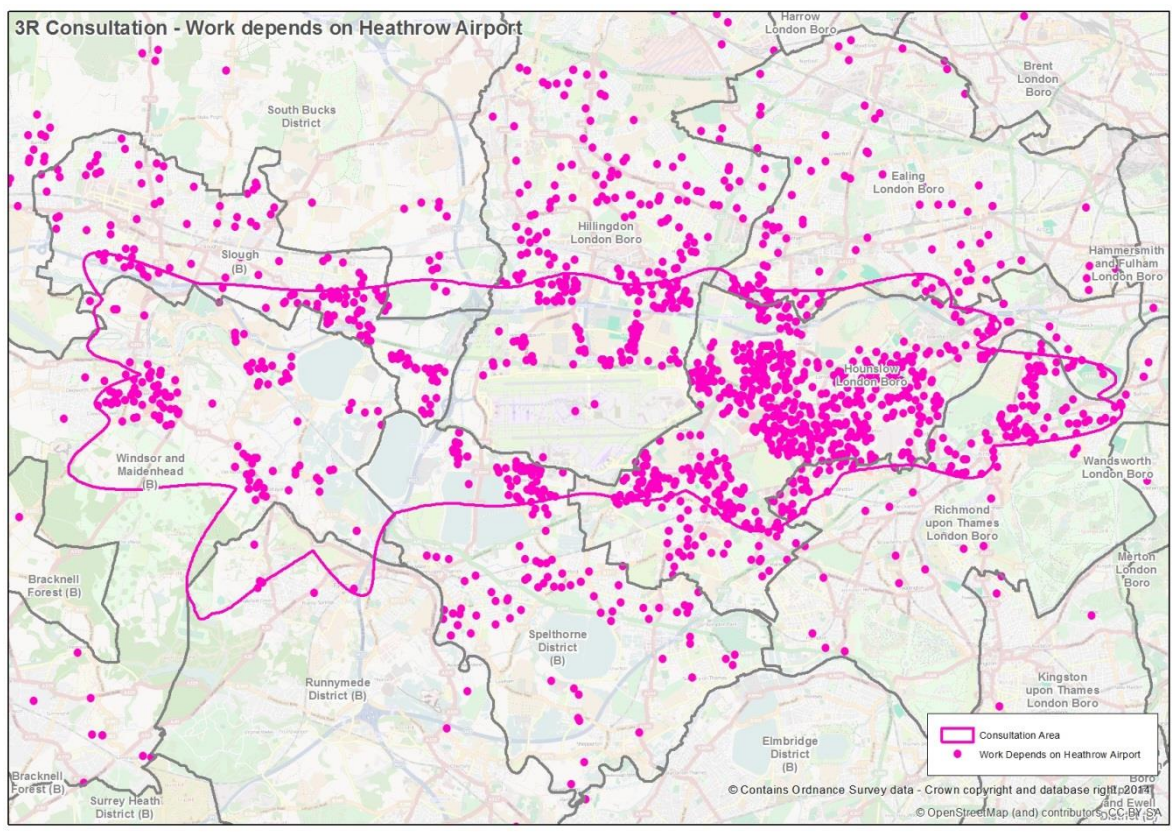 3R Consultation - Work depends on Heathrow Airport
Harrow
London Boro
Brent
London
Boro
South Bucks
District
Ealing
London Boro
Hillingdon
London Boro
Slough
(B)
Hammersmith
and Fulham
London Boro
Hounslow
London Boro
Windsor and
Maidenhead
(B)
Wandsworth
London Boro
Richmond
upon Thames
London Boro
Merton
London
Boro
Bracknell
Forest (B)
Spelthorne
District
(B)
Runnymede
District (B)
Kingston
upon Thames
London Boro
Elmbridge
District
(B)
Consultation Area
Work Depends on Heathrow Airport
Bracknell
Forest (B)
Surrey Heath
District (B)
Boro
and Ewell
District (B)
© Contains Ordnance Survey data - Crown copyright and database right, 2014
© OpenStreetMap (and) contributors, CC-BY-SA